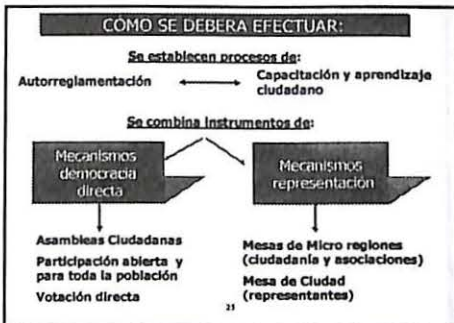 CÓMO SE DEBERA EFECTUAR:
Se establecen procesos de:
Autorreglamentación
Capacitación y aprendizaje
ciudadano
Se combina instrumentos de:
Mecanismos
democracia
directa
Mecanismos
representación
Asambleas Ciudadanas
Participación abierta y
para toda la población
Votación directa
Mesas de Micro regiones
(ciudadanía y asociaciones)
Mesa de Ciudad
(representantes)